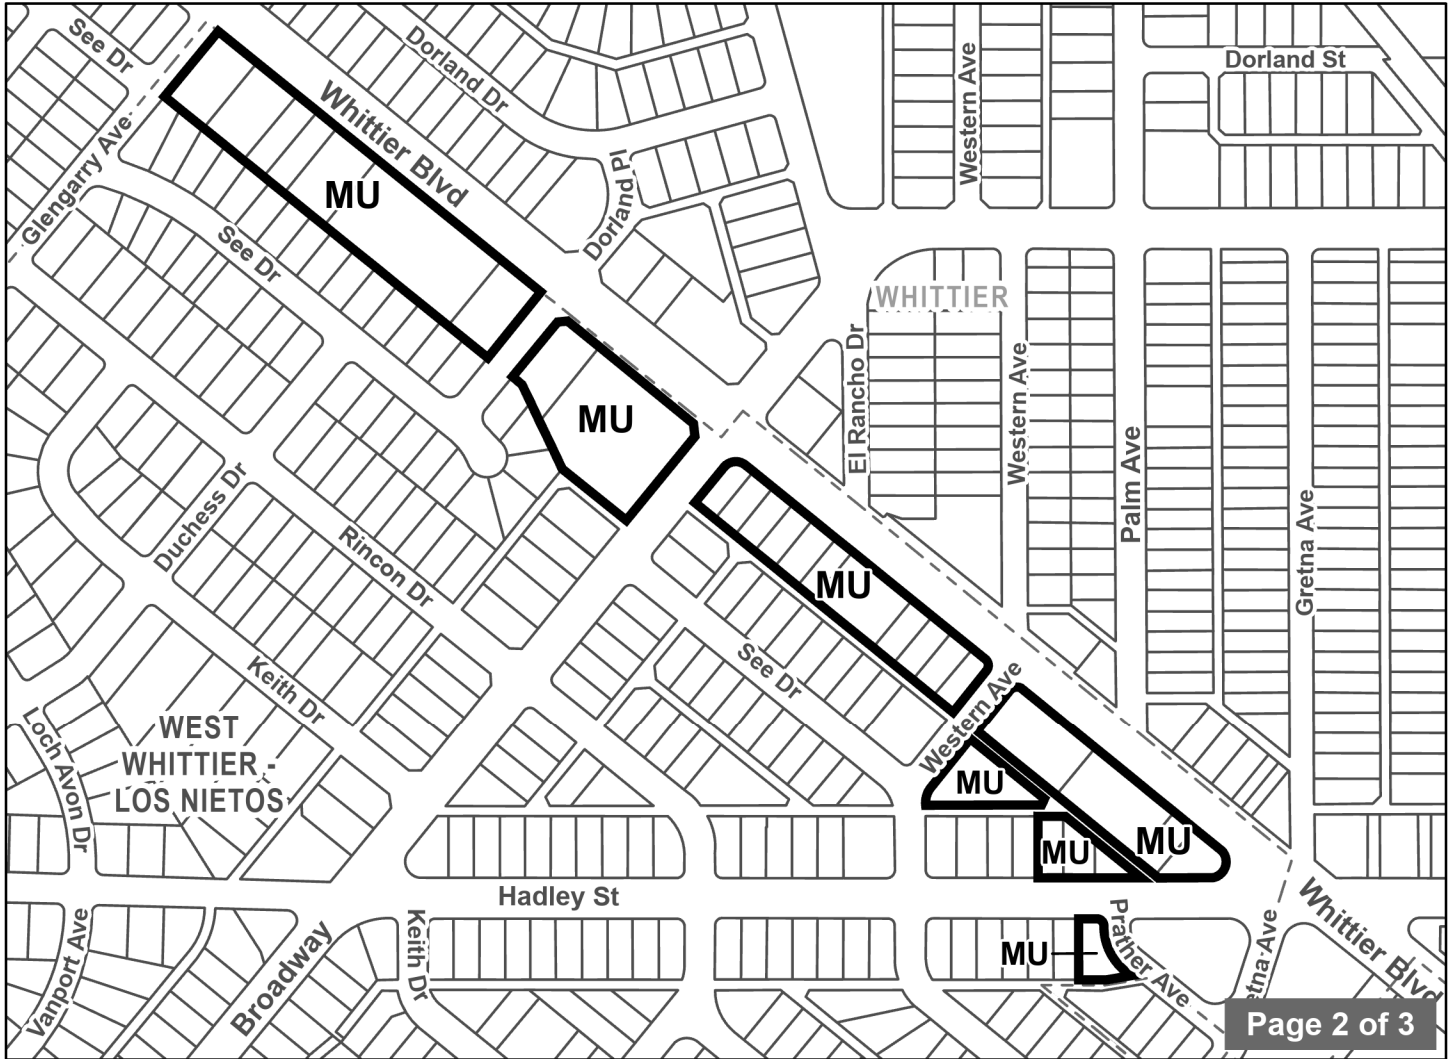 See Dr
Dorland Dr
Western Ave
Dorland St
Whittier Blvd
Glengarry Ave
MU
Dorland Pl
See Dr
WHITTIER
El Rancho Dr
Western Ave
MU
Palm Ave
Gretna Ave
Duchess Dr
Rincon Dr
MU
See Dr
Keith Dr
Western Ave
WEST
WHITTIER -
LOS NIETOS
Loch Avon Dr
MU
MU
MU
Hadley St
Whittier Blvd
Vanport Ave
Broadway
Keith Dr
MU
Prather Ave
etna Ave
Page 2 of 3